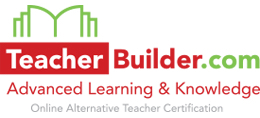 TeacherBuilder.com
Advanced Learning & Knowledge
Online Alternative Teacher Certification